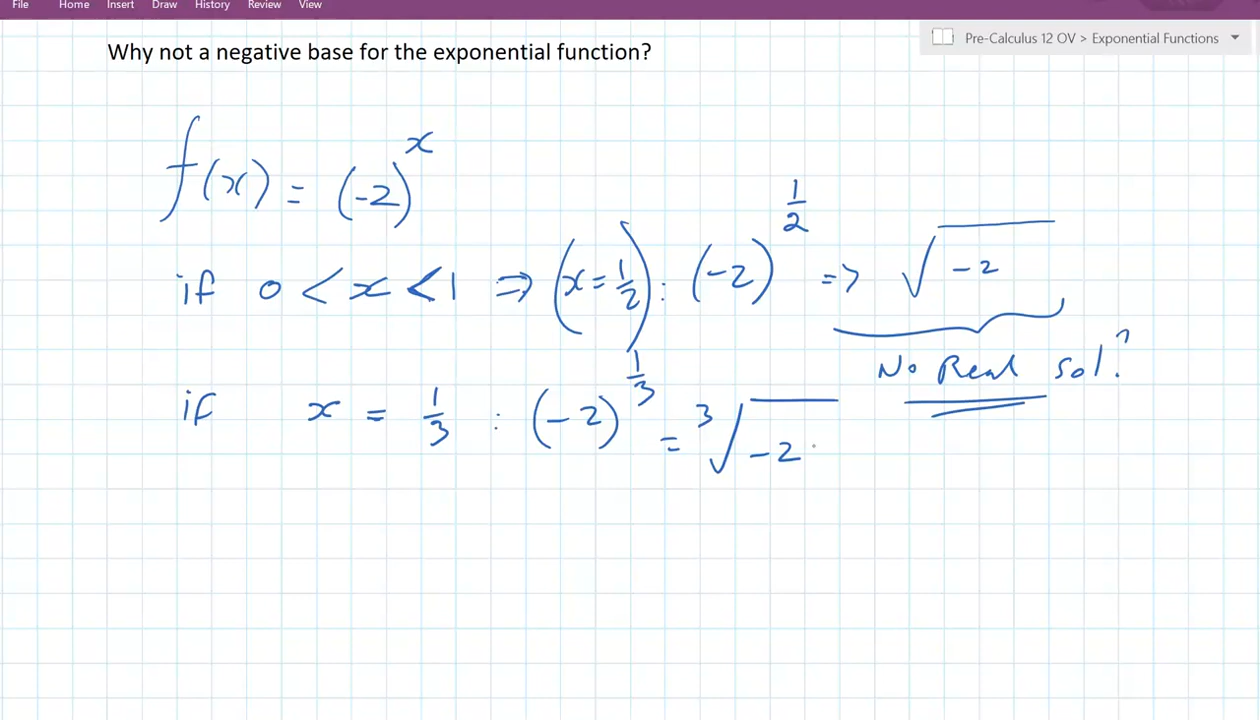 File Home Insert Draw History Review View
Pre-Calculus 12 OV > Exponential Functions
Why not a negative base for the exponential function?
f(x) = (-2)^x
if 0 < x < 1 => (x = 1/2) : (-2)^1/2 => √-2
No Real sol?
if x = 1/3 : (-2)^1/3 = ³√-2